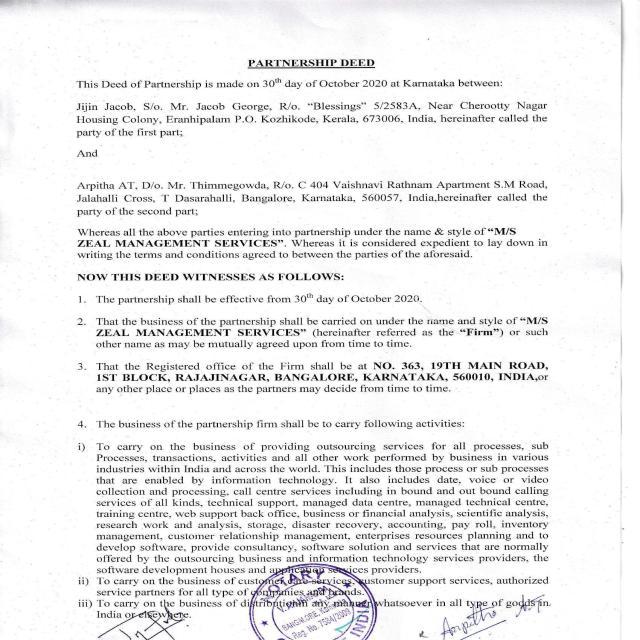 PARTNERSHIP DEED
This Deed of Partnership is made on 30th day of October 2020 at Karnataka between:
Jijin Jacob, S/o. Mr. Jacob George, R/o. “Blessings” 5/2583A, Near Cherootty Nagar
Housing Colony, Eranhipalam P.O. Kozhikode, Kerala, 673006, India, hereinafter called the
party of the first part;
And
Arpitha AT, D/o. Mr. Thimmegowda, R/o. C 404 Vaishnavi Rathnam Apartment S.M Road,
Jalahalli Cross, T Dasarahalli, Bangalore, Karnataka, 560057, India,hereinafter called the
party of the second part;
Whereas all the above parties entering into partnership under the name & style of “M/S
ZEAL MANAGEMENT SERVICES”. Whereas it is considered expedient to lay down in
writing the terms and conditions agreed to between the parties of the aforesaid.
NOW THIS DEED WITNESSES AS FOLLOWS:
1. The partnership shall be effective from 30th day of October 2020.
2. That the business of the partnership shall be carried on under the name and style of “M/S
ZEAL MANAGEMENT SERVICES” (hereinafter referred as the “Firm”) or such
other name as may be mutually agreed upon from time to time.
3. That the Registered office of the Firm shall be at NO. 363, 19TH MAIN ROAD,
1ST BLOCK, RAJAJINAGAR, BANGALORE, KARNATAKA, 560010, INDIA,or
any other place or places as the partners may decide from time to time.
4. The business of the partnership firm shall be to carry following activities:
i) To carry on the business of providing outsourcing services for all processes, sub
Processes, transactions, activities and all other work performed by business in various
industries within India and across the world. This includes those process or sub processes
that are enabled by information technology. It also includes date, voice or video
collection and processing, call centre services including in bound and out bound calling
services of all kinds, technical support, managed data centre, managed technical centre,
training centre, web support back office, business or financial analysis, scientific analysis,
research work and analysis, storage, disaster recovery, accounting, pay roll, inventory
management, customer relationship management, enterprises resources planning and to
develop software, provide consultancy, software solution and services that are normally
offered by the outsourcing business and information technology services providers, the
software development houses and application services providers.
ii) To carry on the business of customer care services, customer support services, authorized
service partners for all type of companies and brands.
iii) To carry on the business of distribution in any manner whatsoever in all type of goods in
India or elsewhere.
NOTARY
INDIA
Arpitha A.T